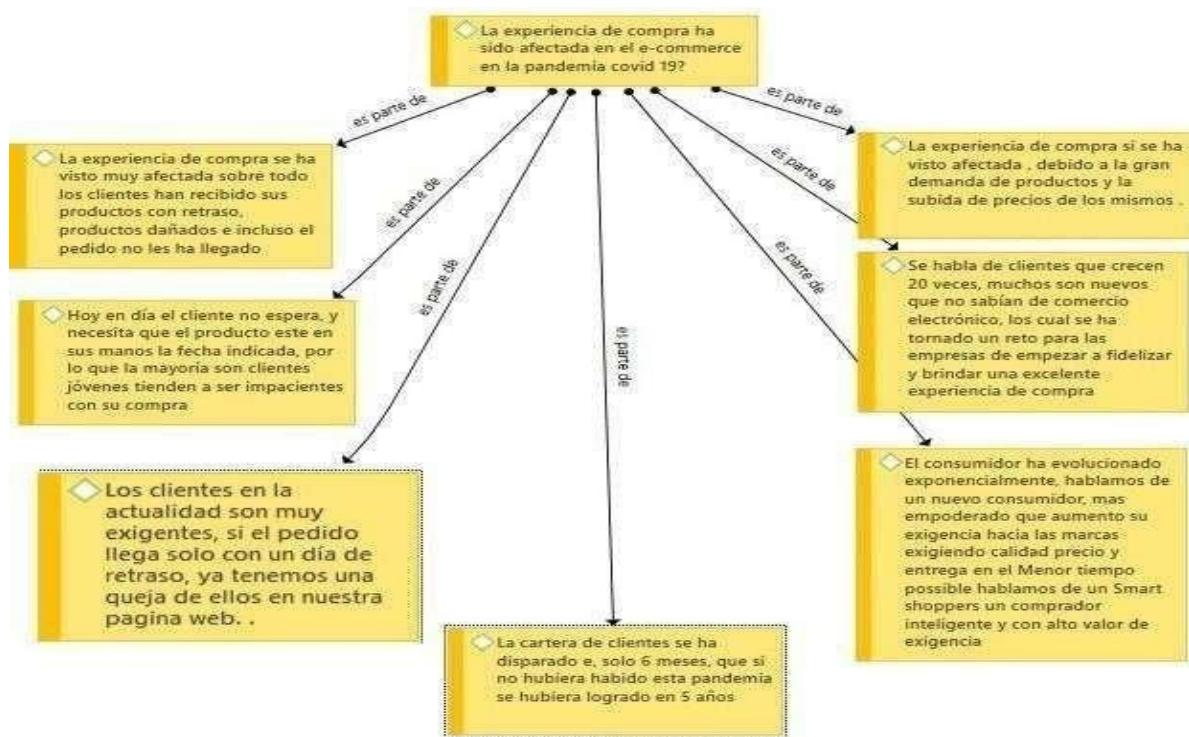 La experiencia de compra ha
sido afectada en el e-commerce
en la pandemia covid 19?
es parte de
es parte de
es parte de
es parte de
es parte de
es parte de
es parte de
La experiencia de compra se ha
visto muy afectada sobre todo
los clientes han recibido sus
productos con retraso,
productos dañados e incluso el
pedido no les ha llegado
La experiencia de compra si se ha
visto afectada , debido a la gran
demanda de productos y la
subida de precios de los mismos .
Hoy en día el cliente no espera, y
necesita que el producto este en
sus manos la fecha indicada, por
lo que la mayoría son clientes
jóvenes tienden a ser impacientes
con su compra
Se habla de clientes que crecen
20 veces, muchos son nuevos
que no sabían de comercio
electrónico, los cual se ha
tornado un reto para las
empresas de empezar a fidelizar
y brindar una excelente
experiencia de compra
Los clientes en la
actualidad son muy
exigentes, si el pedido
llega solo con un día de
retraso, ya tenemos una
queja de ellos en nuestra
pagina web. .
El consumidor ha evolucionado
exponencialmente, hablamos de
un nuevo consumidor, mas
empoderado que aumento su
exigencia hacia las marcas
exigiendo calidad precio y
entrega en el Menor tiempo
possible hablamos de un Smart
shoppers un comprador
inteligente y con alto valor de
exigencia
La cartera de clientes se ha
disparado e, solo 6 meses, que si
no hubiera habido esta pandemia
se hubiera logrado en 5 años